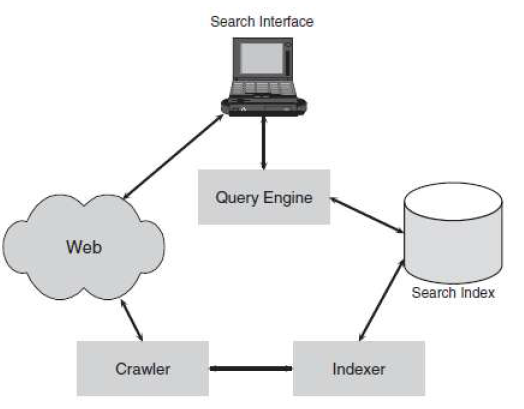 Search Interface
Query Engine
Web
Search Index
Crawler
Indexer